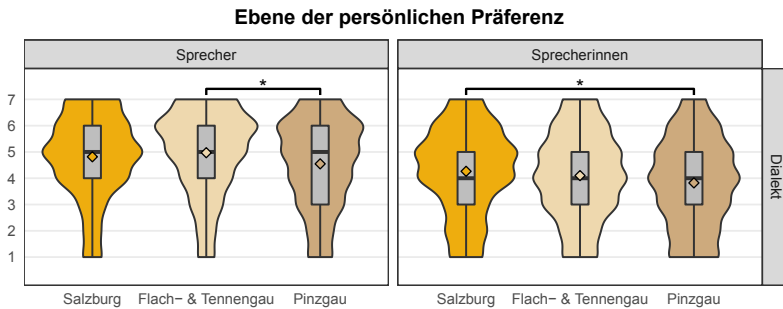 Ebene der persönlichen Präferenz
Sprecher
Sprecherinnen
*
*
7
6
5
4
3
2
1
Dialekt
Salzburg Flach− & Tennengau Pinzgau
Salzburg Flach− & Tennengau Pinzgau